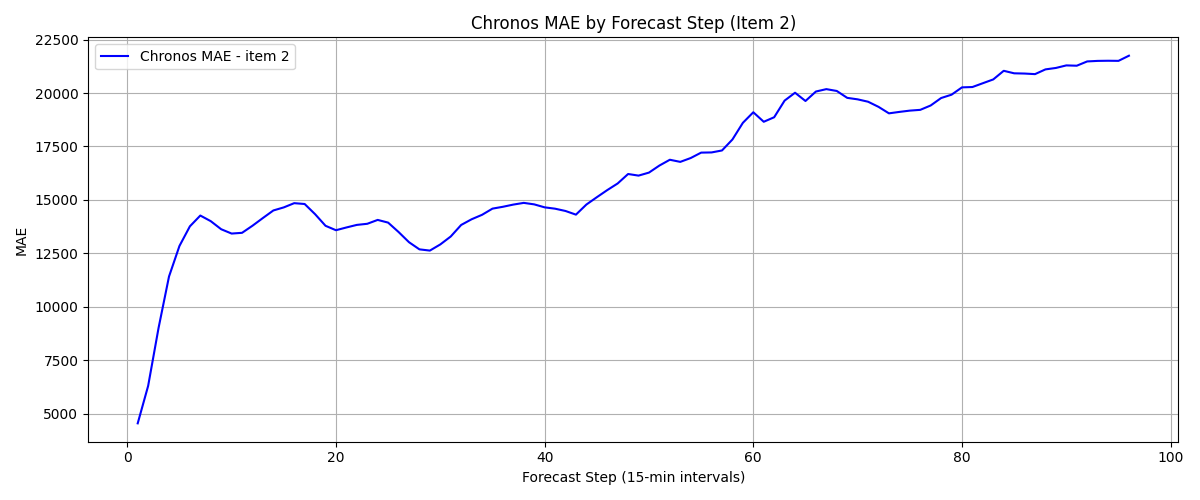 Chronos MAE by Forecast Step (Item 2)
Chronos MAE - item 2
MAE
22500
20000
17500
15000
12500
10000
7500
5000
0 20 40 60 80 100
Forecast Step (15-min intervals)